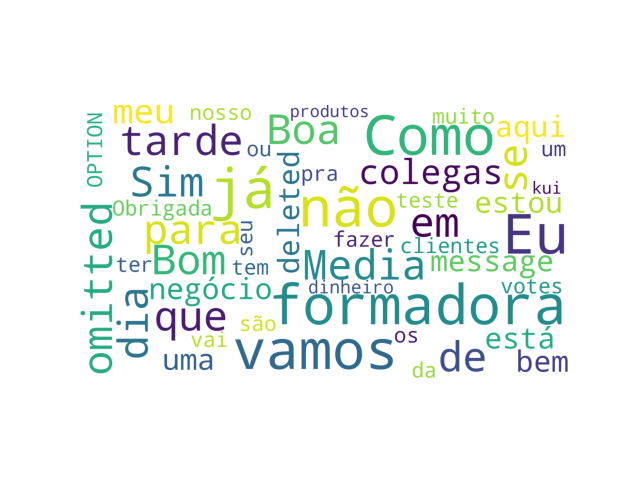 meu nosso produtos muito
OPTION tarde ou Boa Como aqui um
Sim já deleted pra colegas se kui
Obrigada não teste estou
para seu fazer em clientes Eu
omitted ter Bom tem Media message
dia negócio dinheiro votes
que são formadora
vai vamos os está
uma da de bem